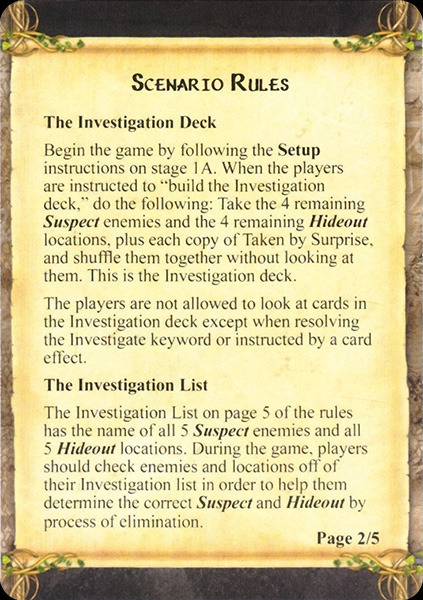 Scenario Rules
The Investigation Deck
Begin the game by following the Setup
instructions on stage 1A. When the players
are instructed to “build the Investigation
deck,” do the following: Take the 4 remaining
Suspect enemies and the 4 remaining Hideout
locations, plus each copy of Taken by Surprise,
and shuffle them together without looking at
them. This is the Investigation deck.
The players are not allowed to look at cards in
the Investigation deck except when resolving
the Investigate keyword or instructed by a card
effect.
The Investigation List
The Investigation List on page 5 of the rules
has the name of all 5 Suspect enemies and all
5 Hideout locations. During the game, players
should check enemies and locations off of
their Investigation list in order to help them
determine the correct Suspect and Hideout by
process of elimination.
Page 2/5